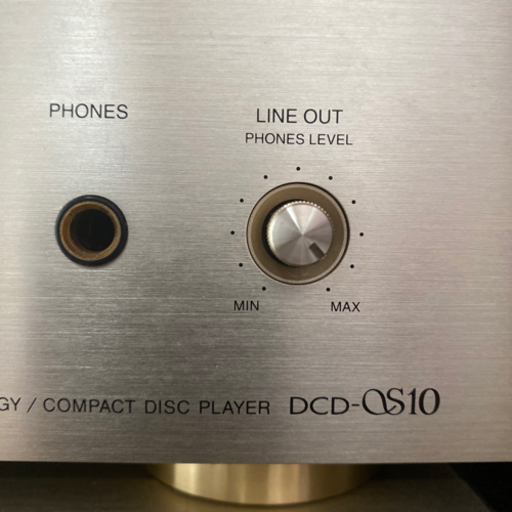 PHONES
LINE OUT
PHONES LEVEL
MIN
MAX
GY / COMPACT DISC PLAYER DCD-S10